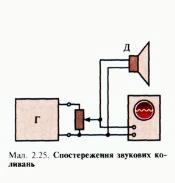 Д
Г
Мал. 2.25. Спостереження звукових ко-
ливань